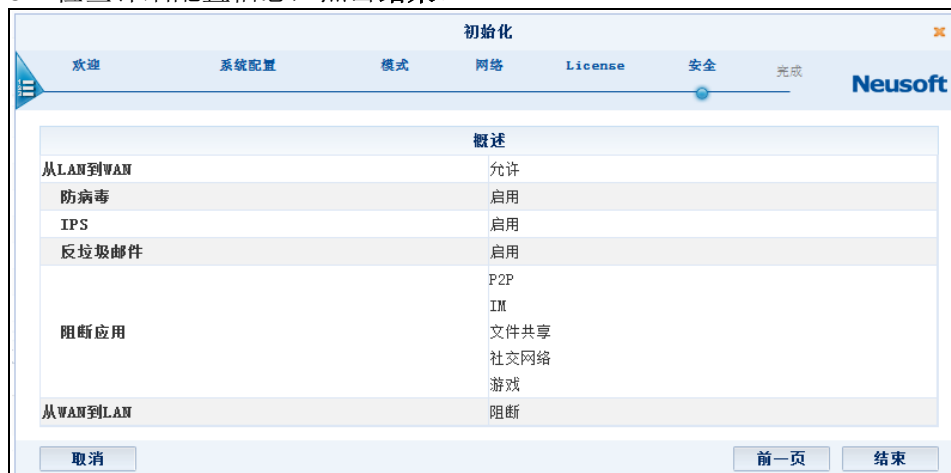 初始化
欢迎 系统配置 模式 网络 License 安全 完成
Neusoft
概述
从LAN到WAN 允许
防病毒 启用
IPS 启用
反垃圾邮件 启用
阻断应用 P2P
IM
文件共享
社交网络
游戏
从WAN到LAN 阻断
取消 前一页 结束